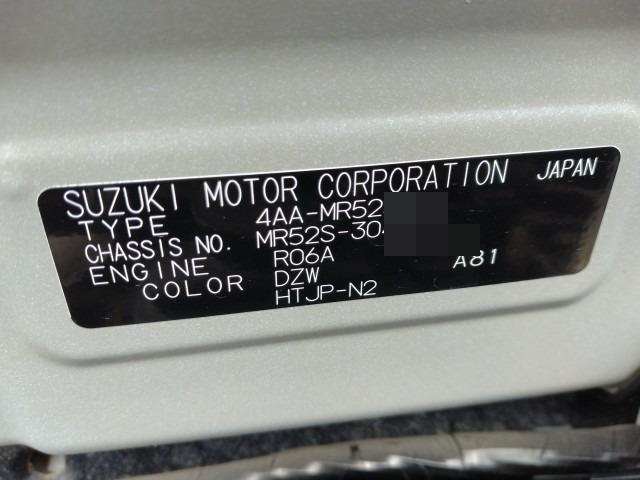 SUZUKI MOTOR CORPORATION JAPAN
TYPE 4AA-MR52
CHASSIS NO. MR52S-30
ENGINE R06A
COLOR DZW A81
HTJP-N2